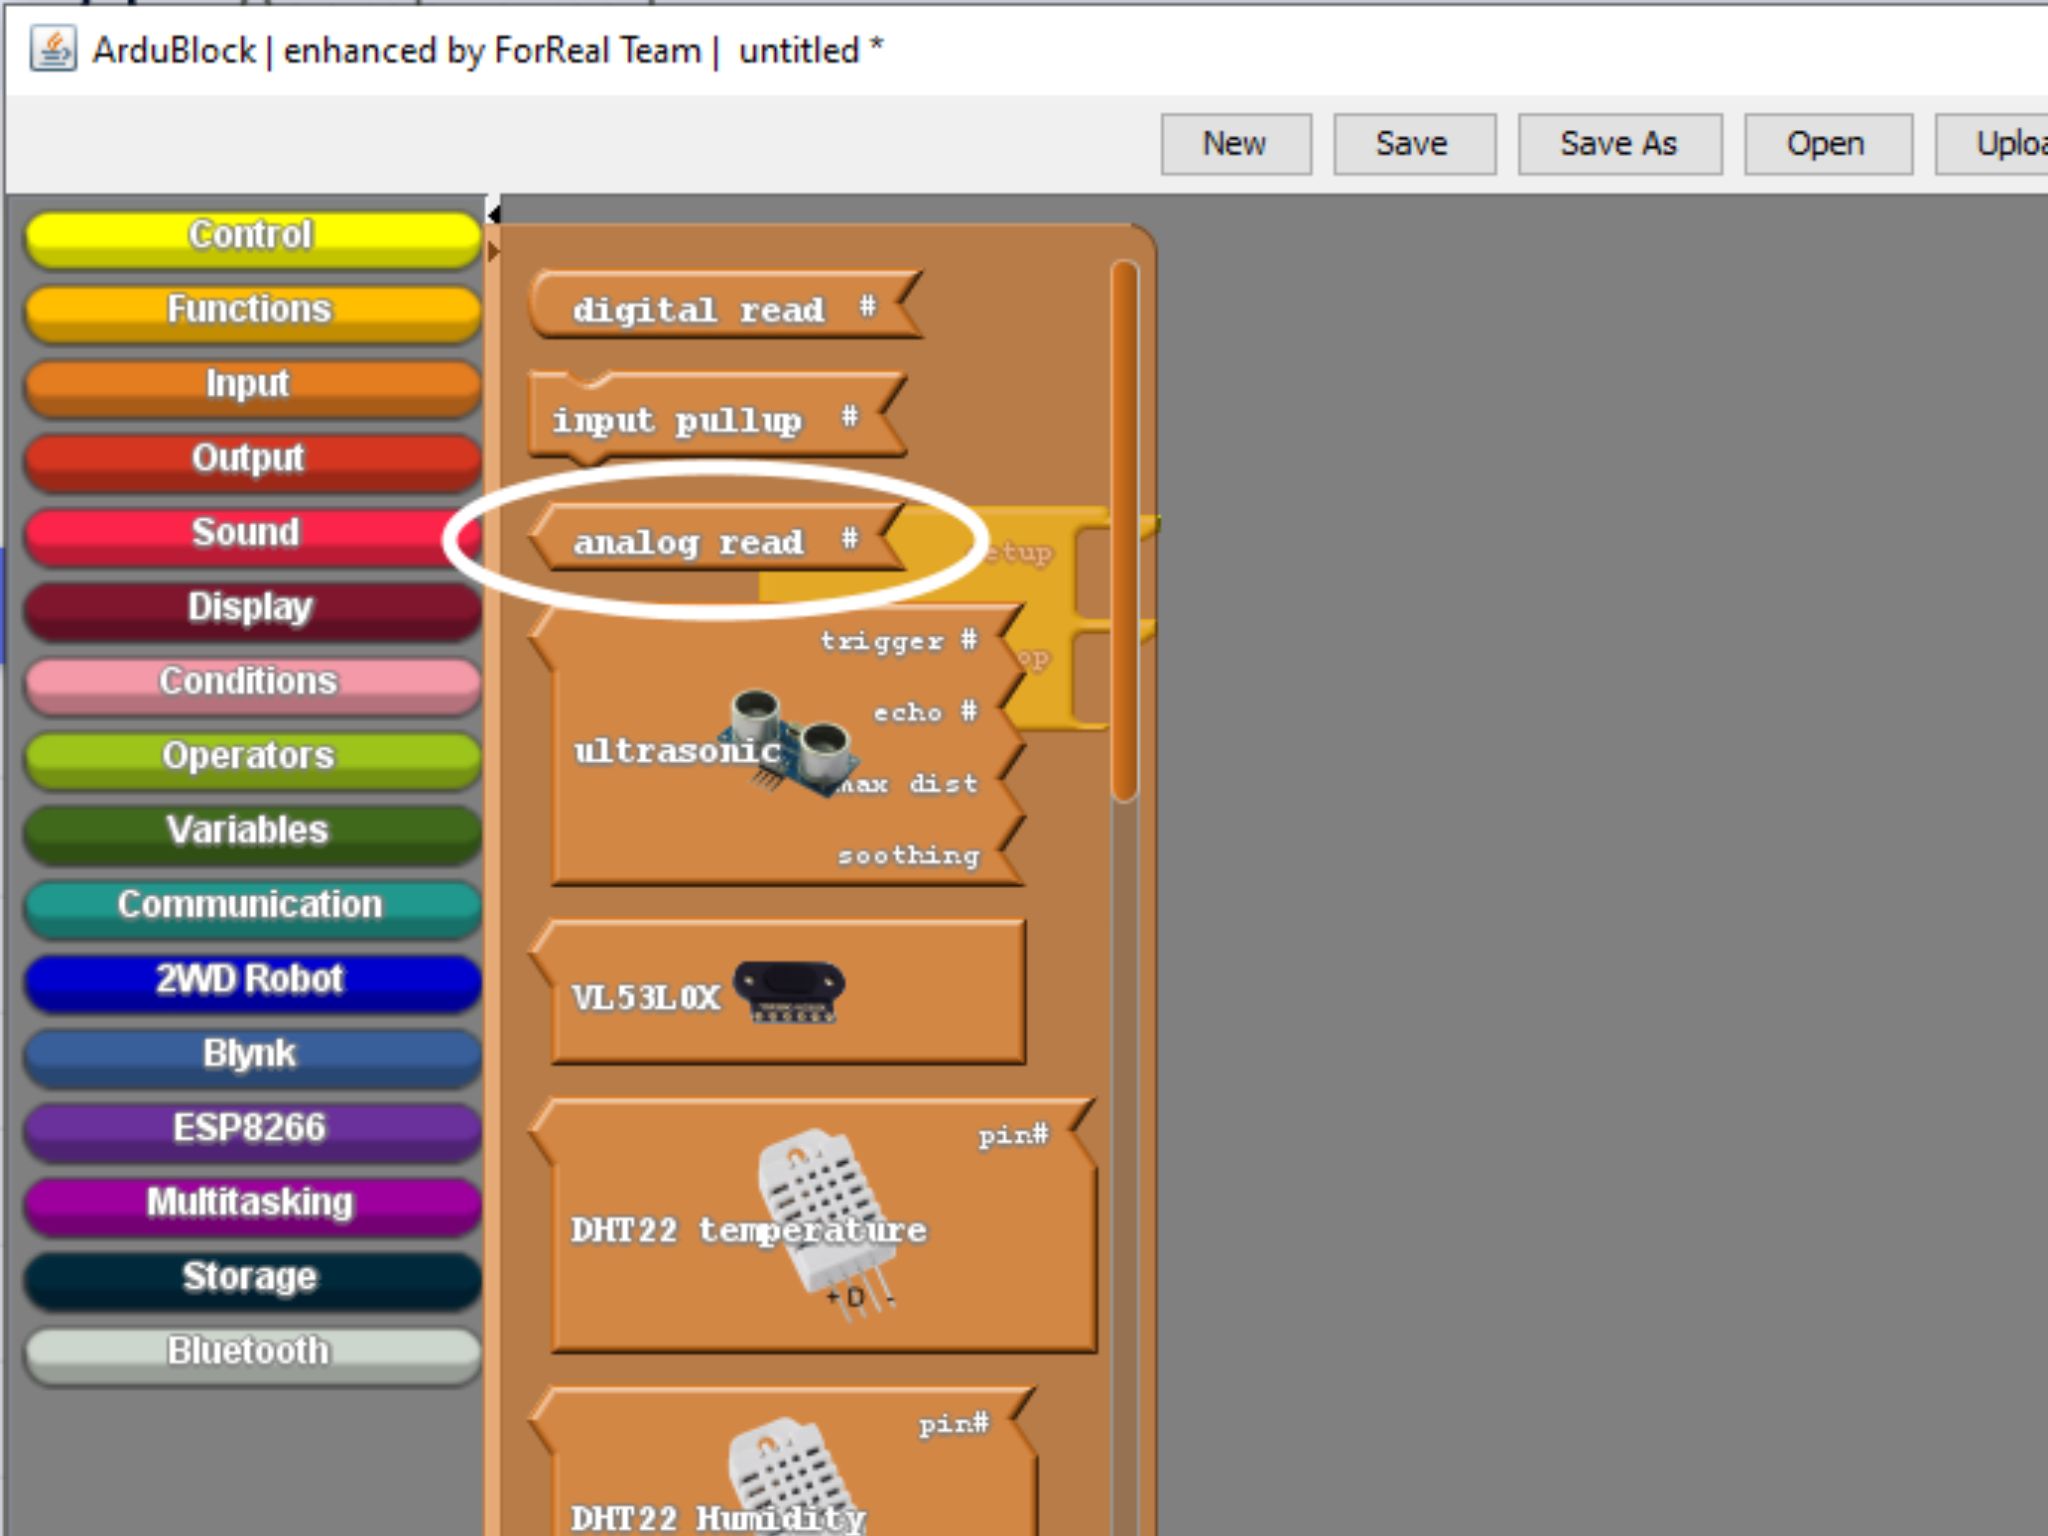 ArduBlock | enhanced by ForReal Team | untitled *
New Save Save As Open
Control
Functions
Input
Output
Sound
Display
Conditions
Operators
Variables
Communication
2WD Robot
Blynk
ESP8266
Multitasking
Storage
Bluetooth
digital read #
input pullup #
analog read #
trigger #
echo #
ultrasonic
max dist
soothing
VL53L0X
pin#
DHT22 temperature
+ D -
pin#
DHT22 Humidity